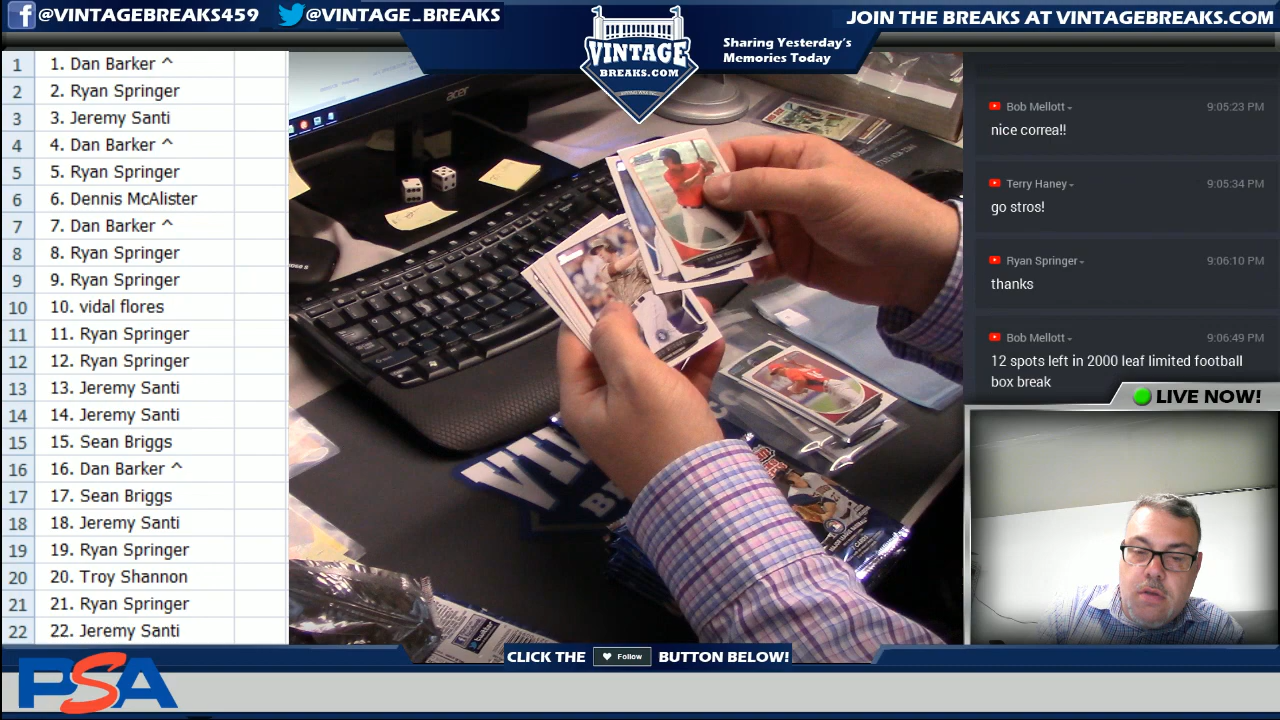 @VINTAGEBREAKS459
@VINTAGE_BREAKS
VINTAGE
BREAKS.COM
Sharing Yesterday's
Memories Today
JOIN THE BREAKS AT VINTAGEBREAKS.COM
1 1. Dan Barker ^
2 2. Ryan Springer
3 3. Jeremy Santi
4 4. Dan Barker ^
5 5. Ryan Springer
6 6. Dennis McAlister
7 7. Dan Barker ^
8 8. Ryan Springer
9 9. Ryan Springer
10 10. vidal flores
11 11. Ryan Springer
12 12. Ryan Springer
13 13. Jeremy Santi
14 14. Jeremy Santi
15 15. Sean Briggs
16 16. Dan Barker ^
17 17. Sean Briggs
18 18. Jeremy Santi
19 19. Ryan Springer
20 20. Troy Shannon
21 21. Ryan Springer
22 22. Jeremy Santi
acer
Bob Mellott 9:05:23 PM
nice correa!!
Terry Haney 9:05:34 PM
go stros!
Ryan Springer 9:06:10 PM
thanks
Bob Mellott 9:06:49 PM
12 spots left in 2000 leaf limited football
box break
LIVE NOW!
CLICK THE Follow BUTTON BELOW!
PSA